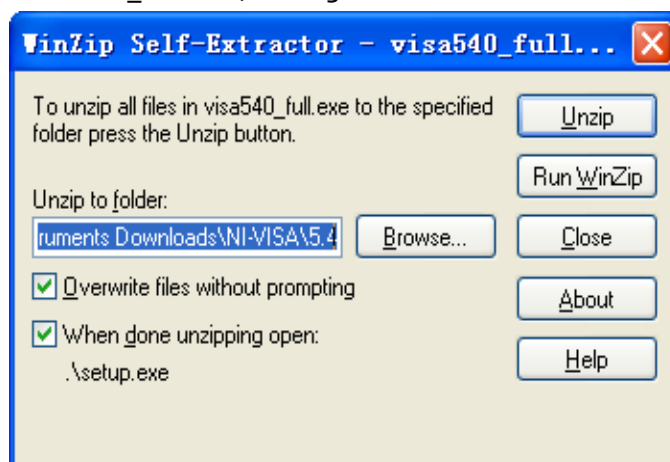 WinZip Self-Extractor - visa540_full...
To unzip all files in visa540_full.exe to the specified
folder press the Unzip button.
Unzip to folder:
ruments Downloads\NI-VISA\5.4
Browse...
Overwrite files without prompting
When done unzipping open:
.\setup.exe
Unzip
Run WinZip
Close
About
Help